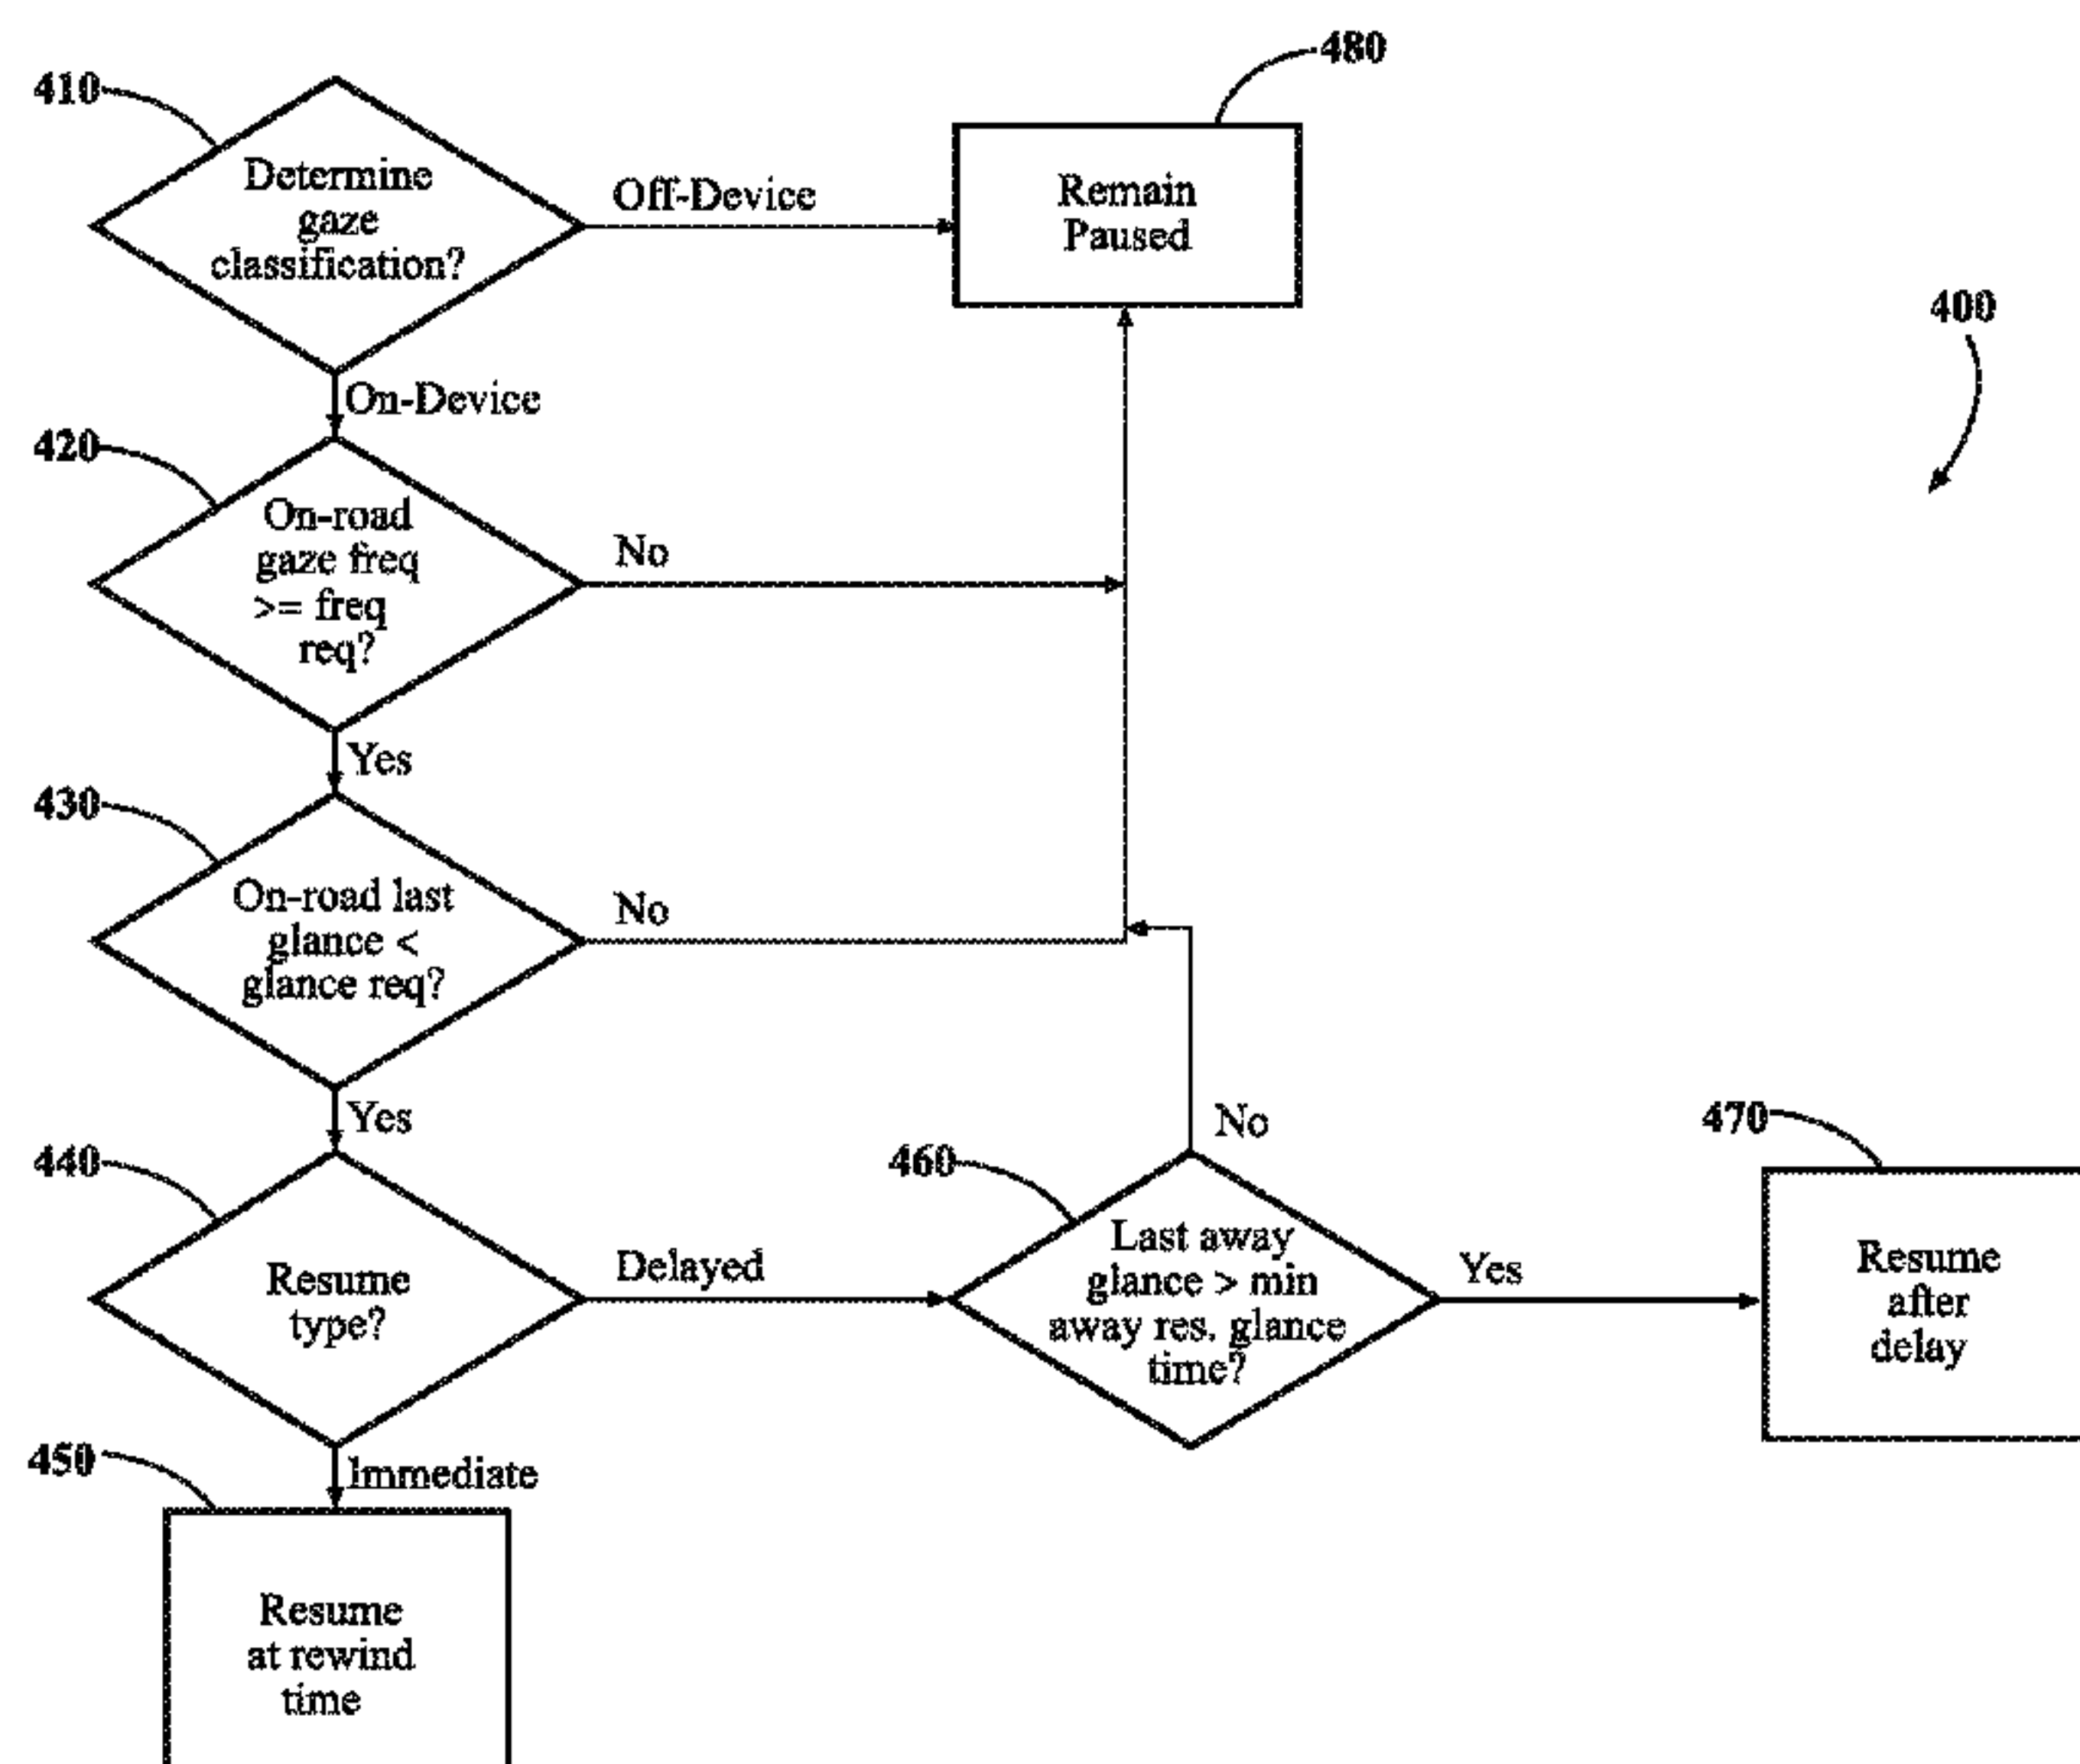 480
410
Determine
gaze
classification?
Off-Device
Remain
Paused
400
On-Device
420
On-road
gaze freq
>= freq
req?
No
Yes
430
On-road last
glance <
glance req?
No
Yes
440
Resume
type?
Delayed
460
Last away
glance > min
away res. glance
time?
No
Yes
470
Resume
after
delay
Immediate
450
Resume
at rewind
time